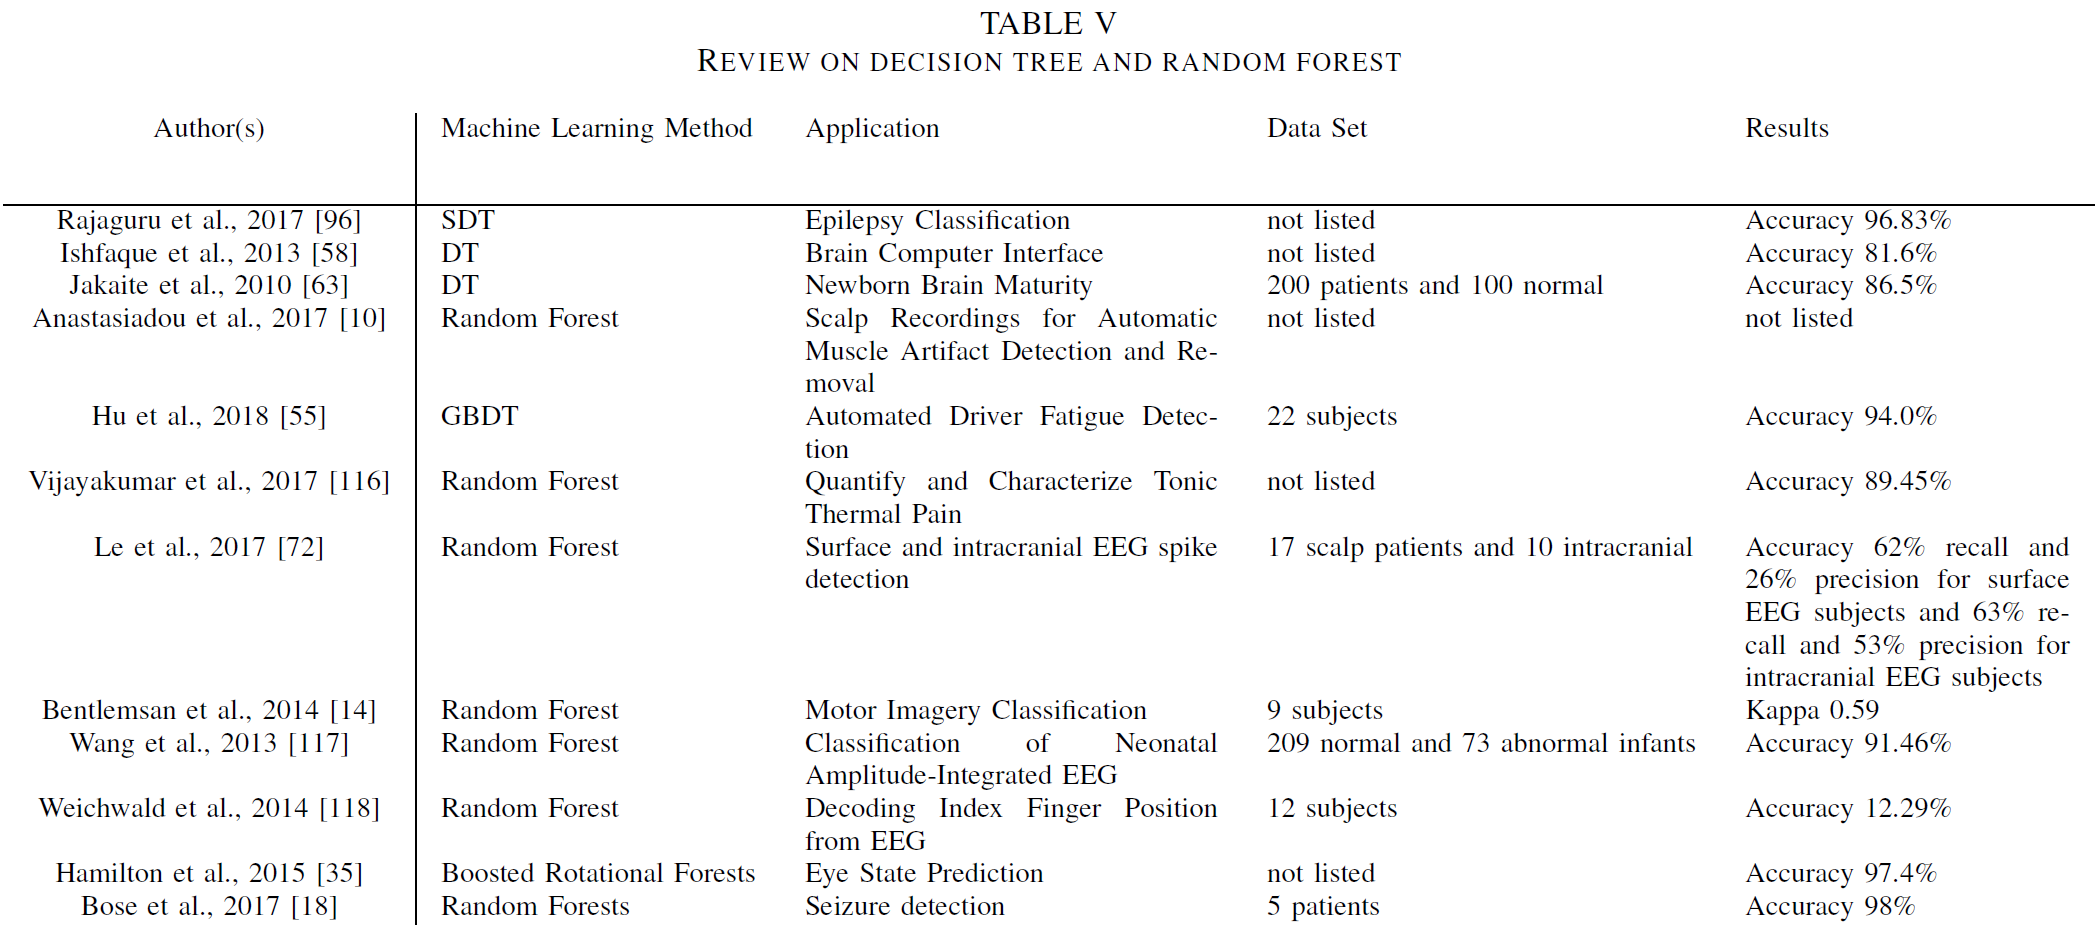 TABLE V
REVIEW ON DECISION TREE AND RANDOM FOREST
Author(s) Machine Learning Method Application Data Set Results
Rajaguru et al., 2017 [96] SDT Epilepsy Classification not listed Accuracy 96.83%
Ishfaque et al., 2013 [58] DT Brain Computer Interface not listed Accuracy 81.6%
Jakaite et al., 2010 [63] DT Newborn Brain Maturity 200 patients and 100 normal Accuracy 86.5%
Anastasiadou et al., 2017 [10] Random Forest Scalp Recordings for Automatic not listed not listed
Muscle Artifact Detection and Re-
moval
Hu et al., 2018 [55] GBDT Automated Driver Fatigue Detec- 22 subjects Accuracy 94.0%
tion
Vijayakumar et al., 2017 [116] Random Forest Quantify and Characterize Tonic not listed Accuracy 89.45%
Thermal Pain
Le et al., 2017 [72] Random Forest Surface and intracranial EEG spike 17 scalp patients and 10 intracranial Accuracy 62% recall and
detection 26% precision for surface
EEG subjects and 63% re-
call and 53% precision for
intracranial EEG subjects
Bentlemsan et al., 2014 [14] Random Forest Motor Imagery Classification 9 subjects Kappa 0.59
Wang et al., 2013 [117] Random Forest Classification of Neonatal 209 normal and 73 abnormal infants Accuracy 91.46%
Amplitude-Integrated EEG
Weichwald et al., 2014 [118] Random Forest Decoding Index Finger Position 12 subjects Accuracy 12.29%
from EEG
Hamilton et al., 2015 [35] Boosted Rotational Forests Eye State Prediction not listed Accuracy 97.4%
Bose et al., 2017 [18] Random Forests Seizure detection 5 patients Accuracy 98%